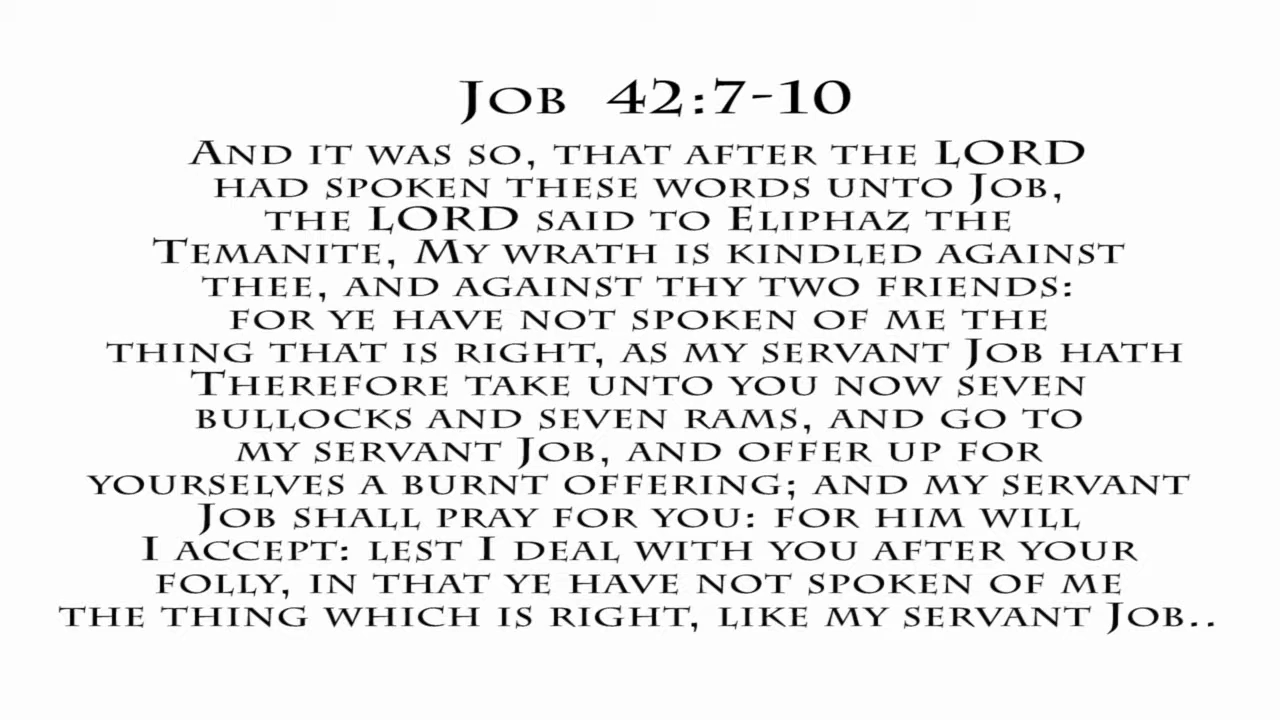 Job 42:7-10
And it was so, that after the LORD
had spoken these words unto Job,
the LORD said to Eliphaz the
Temanite, My wrath is kindled against
thee, and against thy two friends:
for ye have not spoken of me the
thing that is right, as my servant Job hath
Therefore take unto you now seven
bullocks and seven rams, and go to
my servant Job, and offer up for
yourselves a burnt offering; and my servant
Job shall pray for you: for him will
I accept: lest I deal with you after your
folly, in that ye have not spoken of me
the thing which is right, like my servant Job..